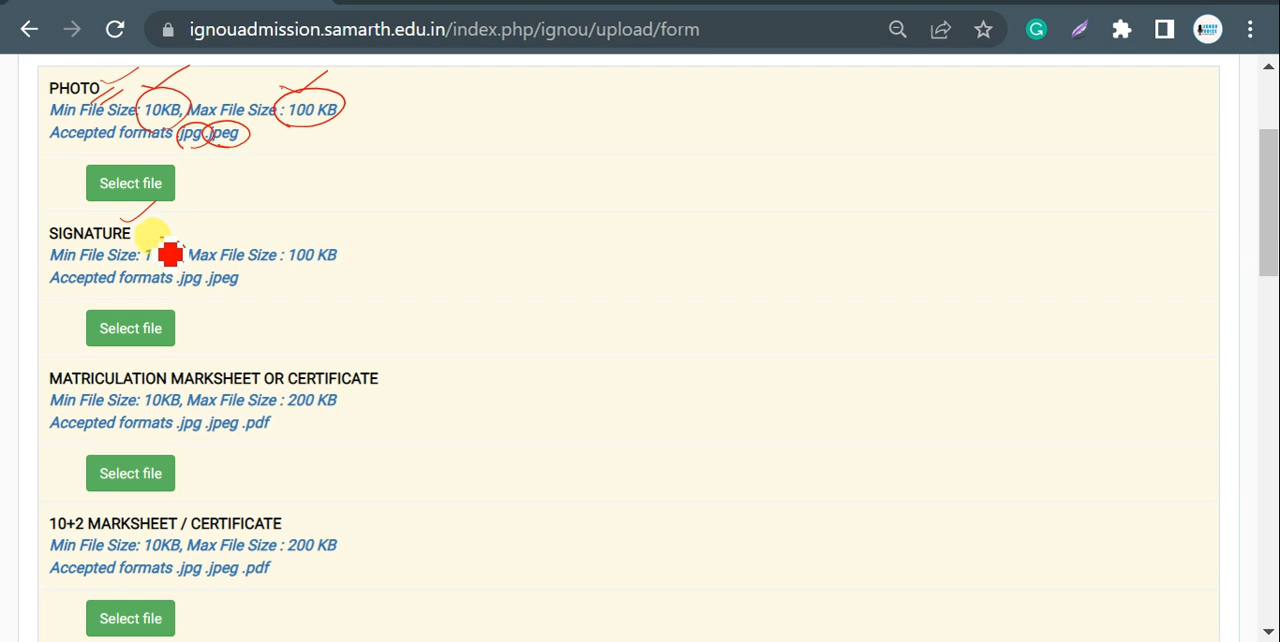 ignouadmission.samarth.edu.in/index.php/ignou/upload/form
PHOTO
Min File Size: 10KB, Max File Size : 100 KB
Accepted formats .jpg .jpeg
Select file
SIGNATURE
Min File Size: 1 Max File Size : 100 KB
Accepted formats .jpg .jpeg
Select file
MATRICULATION MARKSHEET OR CERTIFICATE
Min File Size: 10KB, Max File Size : 200 KB
Accepted formats .jpg .jpeg .pdf
Select file
10+2 MARKSHEET / CERTIFICATE
Min File Size: 10KB, Max File Size : 200 KB
Accepted formats .jpg .jpeg .pdf
Select file